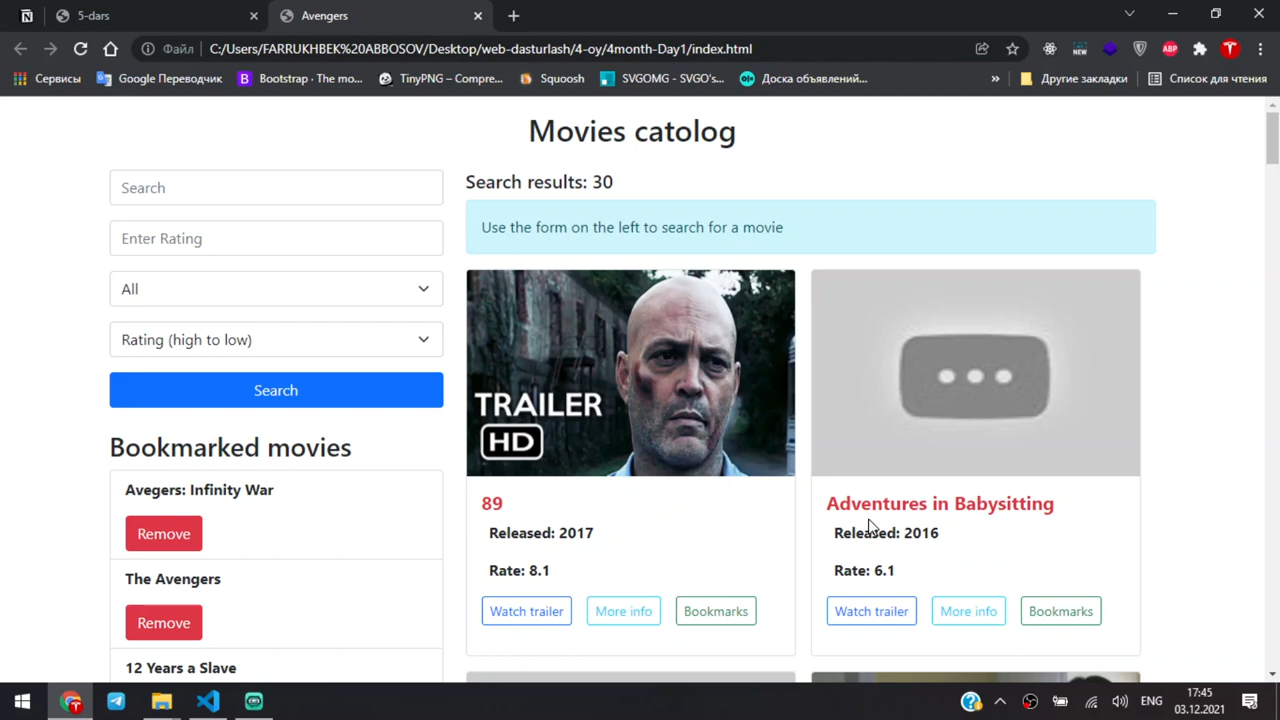 5-dars
Avengers
Файл C:/Users/FARRUKHBEK%20ABBOSOV/Desktop/web-dasturlash/4-oy/4month-Day1/index.html
NEW
ABP
T
Сервисы Google Переводчик B Bootstrap - The mo... TinyPNG – Compre... Squoosh SVGOMG - SVGO's... Доска объявлений... » Другие закладки Список для чтения
Movies catolog
Search
Enter Rating
All
Rating (high to low)
Search
Bookmarked movies
Avegers: Infinity War
Remove
The Avengers
Remove
12 Years a Slave
Search results: 30
Use the form on the left to search for a movie
TRAILER
HD
89
Released: 2017
Rate: 8.1
Watch trailer More info Bookmarks
Adventures in Babysitting
Released: 2016
Rate: 6.1
Watch trailer More info Bookmarks
ENG
17:45
03.12.2021